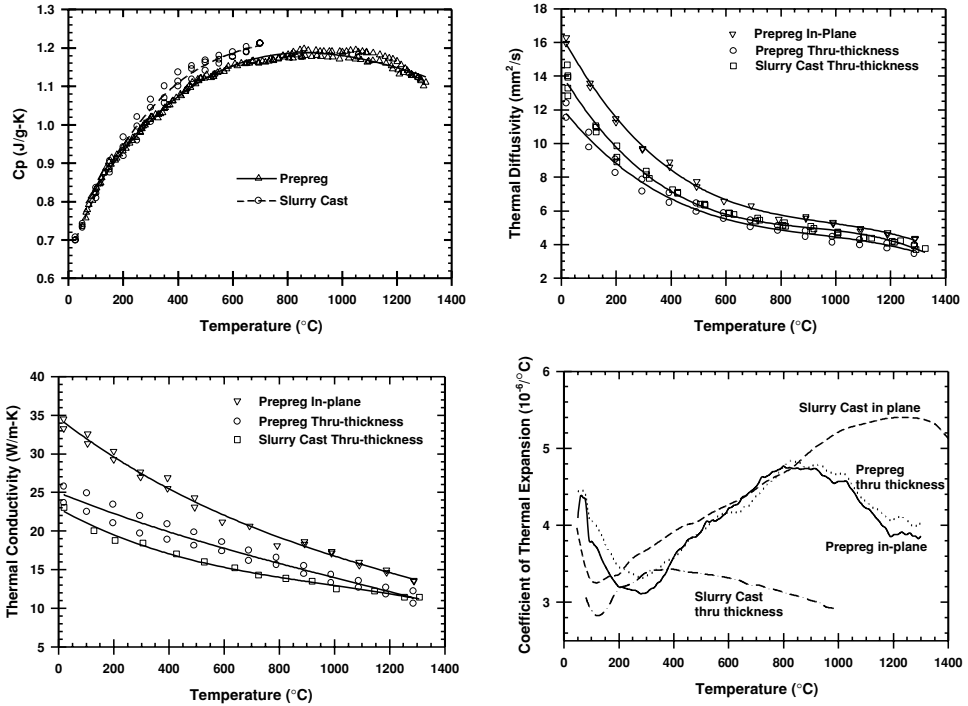 Cp (J/g-K)
1.3
1.2
1.1
1.0
0.9
0.8
0.7
0.6
Prepreg
Slurry Cast
0 200 400 600 800 1000 1200 1400
Temperature (°C)
Thermal Diffusivity (mm²/s)
18
16
14
12
10
8
6
4
2
Prepreg In-Plane
Prepreg Thru-thickness
Slurry Cast Thru-thickness
0 200 400 600 800 1000 1200 1400
Temperature (°C)
Thermal Conductivity (W/m-K)
40
35
30
25
20
15
10
5
Prepreg In-plane
Prepreg Thru-thickness
Slurry Cast Thru-thickness
0 200 400 600 800 1000 1200 1400
Temperature (°C)
Coefficient of Thermal Expansion (10⁻⁶/°C)
6
5
4
3
Slurry Cast in plane
Prepreg
thru thickness
Prepreg in-plane
Slurry Cast
thru thickness
0 200 400 600 800 1000 1200 1400
Temperature (°C)